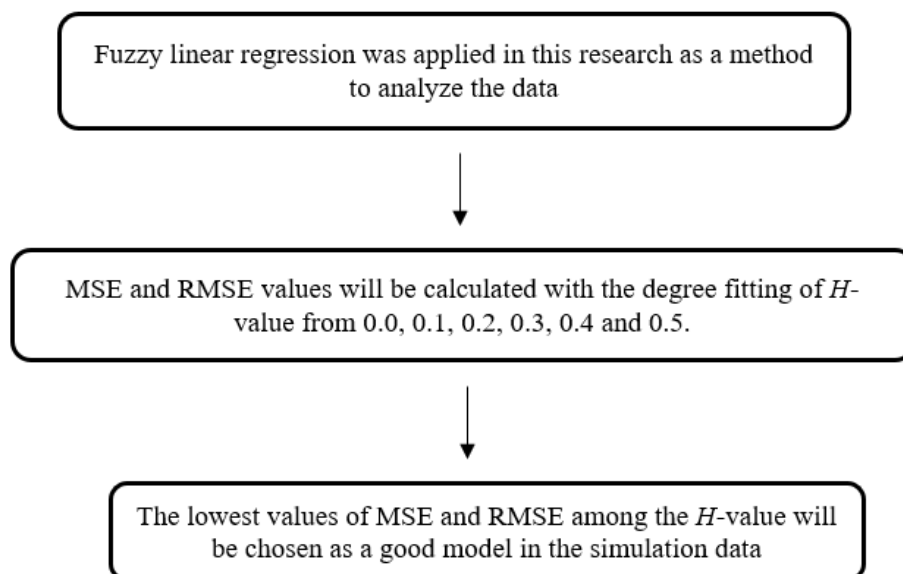 Fuzzy linear regression was applied in this research as a method
to analyze the data
MSE and RMSE values will be calculated with the degree fitting of H-
value from 0.0, 0.1, 0.2, 0.3, 0.4 and 0.5.
The lowest values of MSE and RMSE among the H-value will
be chosen as a good model in the simulation data